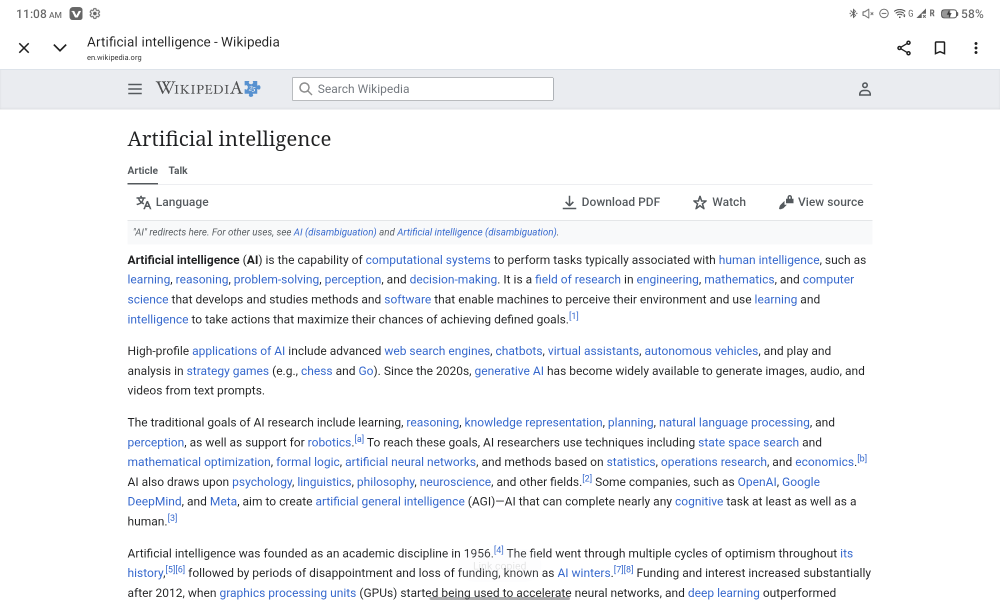 11:08 AM
G
R
58%
Artificial intelligence - Wikipedia
en.wikipedia.org
WIKIPEDIA 25
Search Wikipedia
Artificial intelligence
Article Talk
Language
Download PDF
Watch
View source
"AI" redirects here. For other uses, see AI (disambiguation) and Artificial intelligence (disambiguation).
Artificial intelligence (AI) is the capability of computational systems to perform tasks typically associated with human intelligence, such as
learning, reasoning, problem-solving, perception, and decision-making. It is a field of research in engineering, mathematics, and computer
science that develops and studies methods and software that enable machines to perceive their environment and use learning and
intelligence to take actions that maximize their chances of achieving defined goals.[1]
High-profile applications of AI include advanced web search engines, chatbots, virtual assistants, autonomous vehicles, and play and
analysis in strategy games (e.g., chess and Go). Since the 2020s, generative AI has become widely available to generate images, audio, and
videos from text prompts.
The traditional goals of AI research include learning, reasoning, knowledge representation, planning, natural language processing, and
perception, as well as support for robotics.[a] To reach these goals, AI researchers use techniques including state space search and
mathematical optimization, formal logic, artificial neural networks, and methods based on statistics, operations research, and economics.[b]
AI also draws upon psychology, linguistics, philosophy, neuroscience, and other fields.[2] Some companies, such as OpenAI, Google
DeepMind, and Meta, aim to create artificial general intelligence (AGI)—AI that can complete nearly any cognitive task at least as well as a
human.[3]
Artificial intelligence was founded as an academic discipline in 1956.[4] The field went through multiple cycles of optimism throughout its
Link copied
history,[5][6] followed by periods of disappointment and loss of funding, known as AI winters.[7][8] Funding and interest increased substantially
after 2012, when graphics processing units (GPUs) started being used to accelerate neural networks, and deep learning outperformed